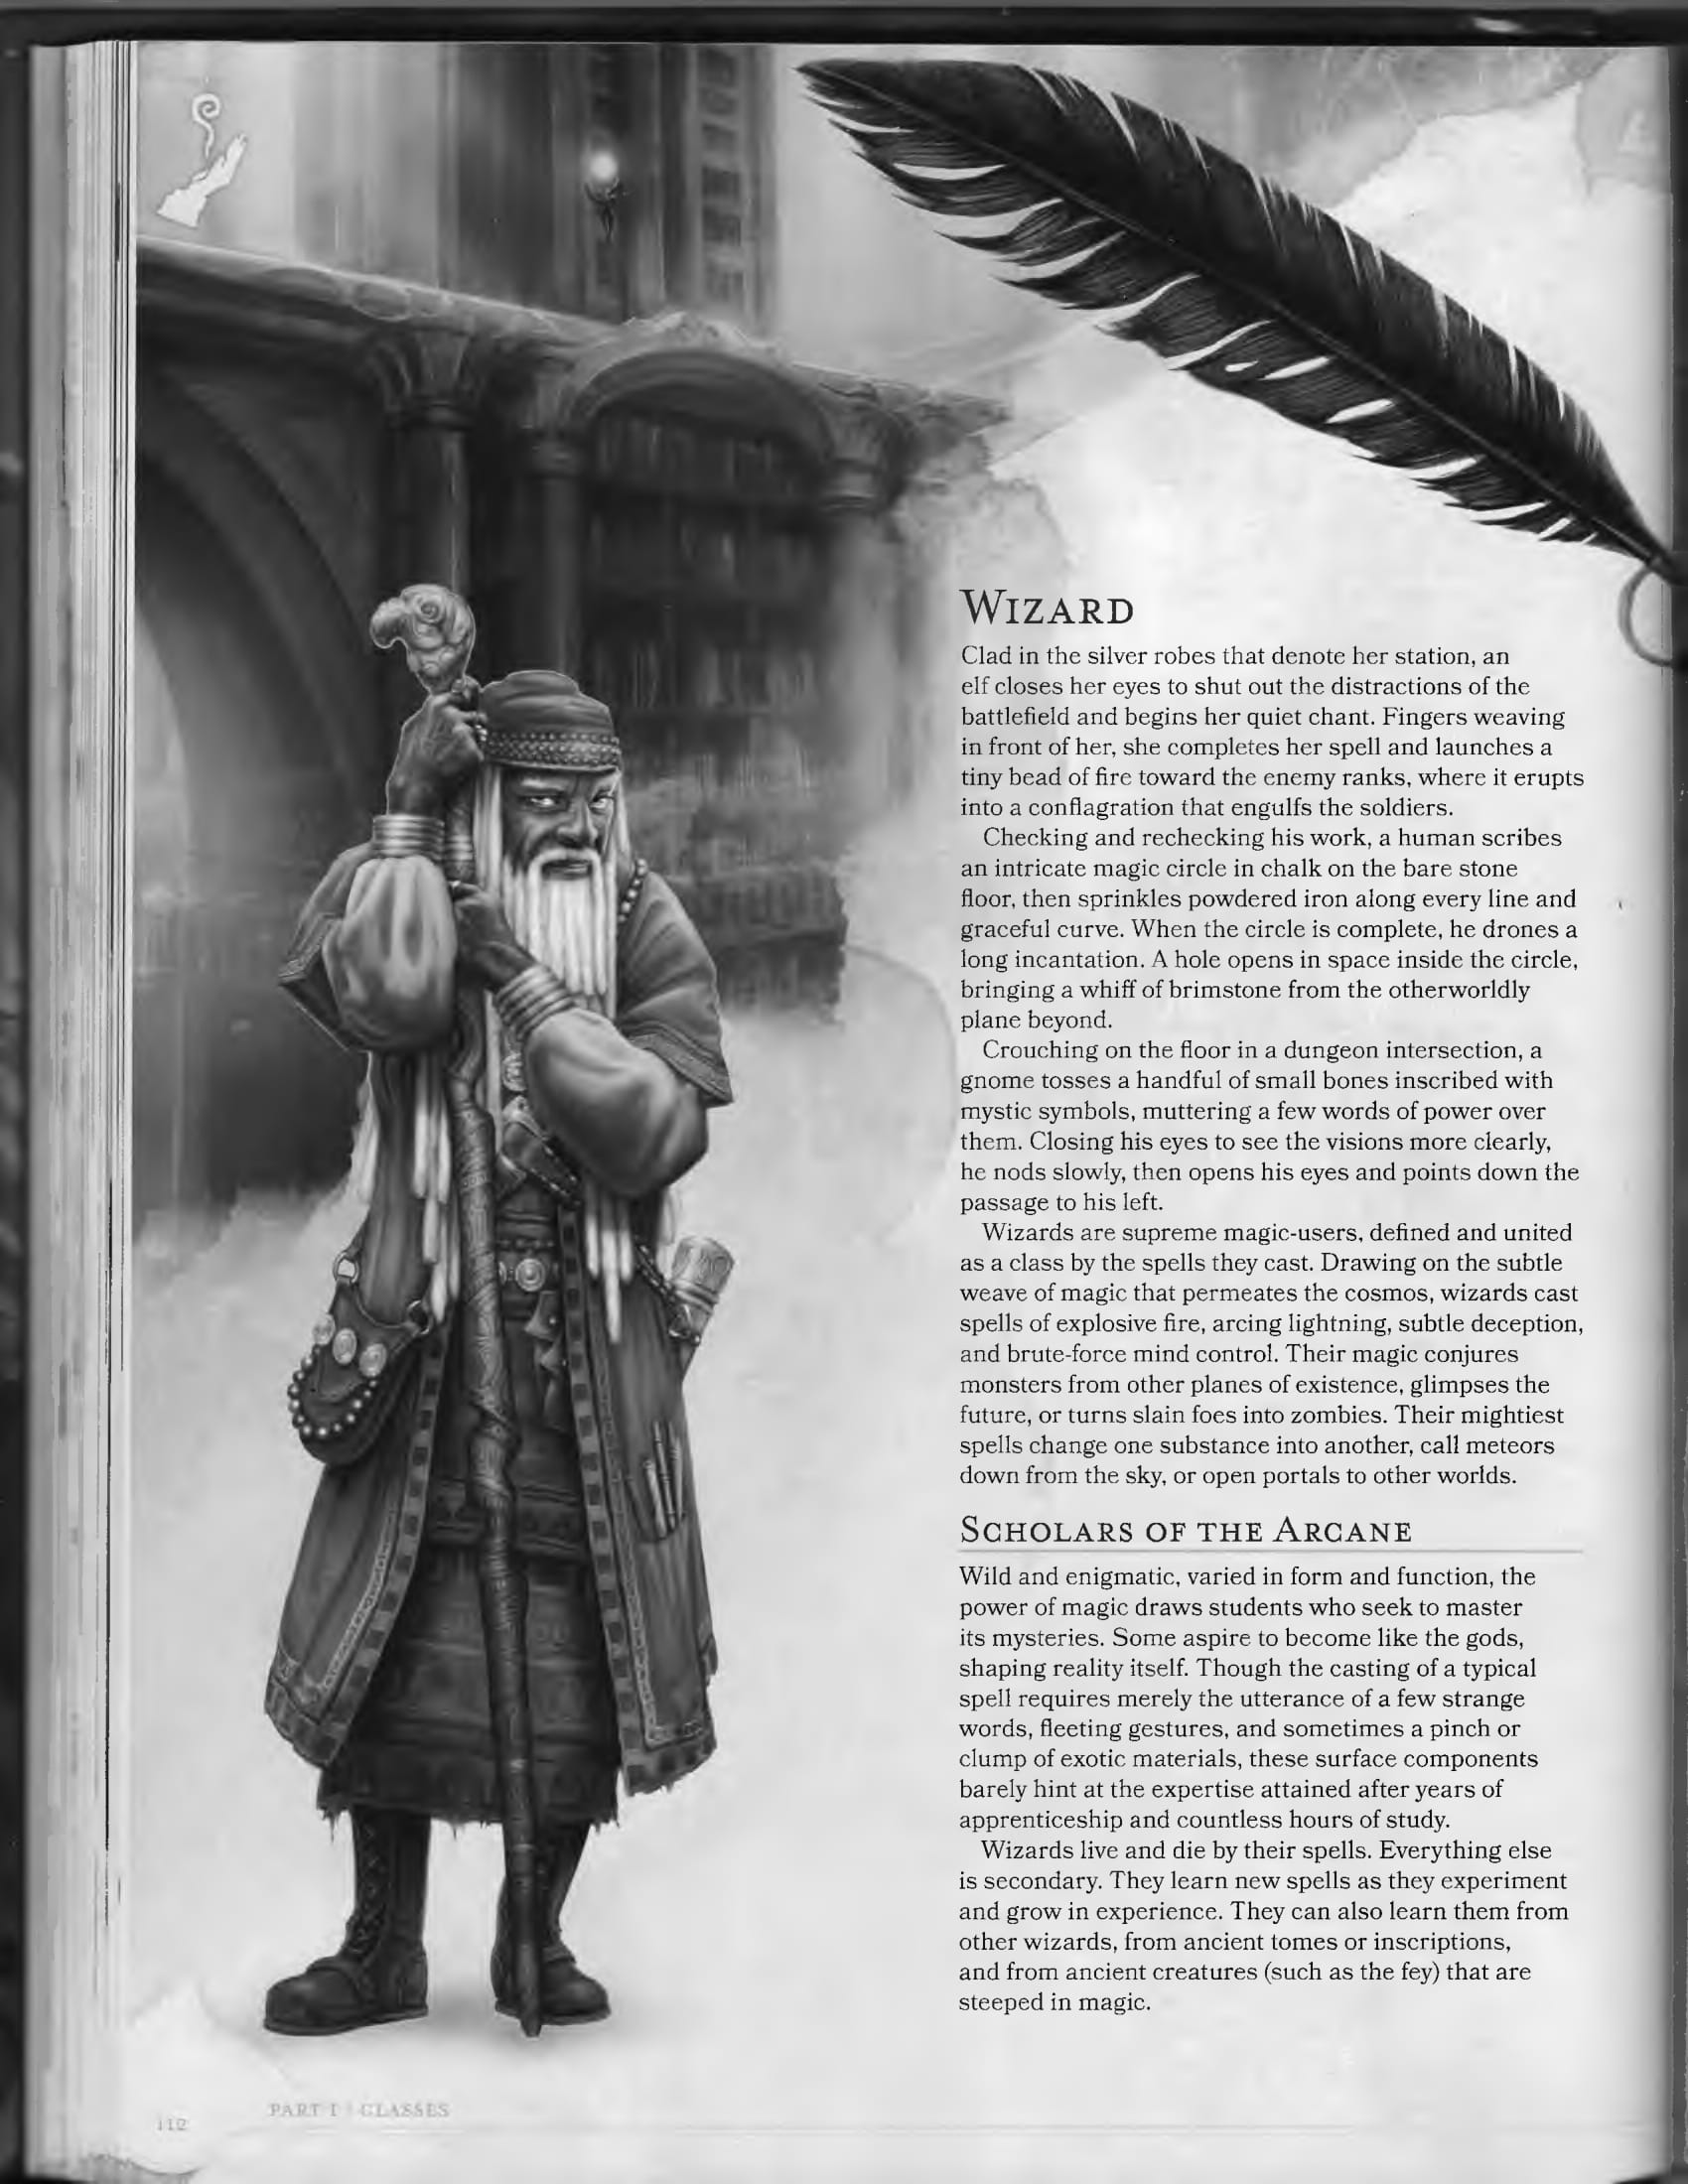 WIZARD
Clad in the silver robes that denote her station, an
elf closes her eyes to shut out the distractions of the
battlefield and begins her quiet chant. Fingers weaving
in front of her, she completes her spell and launches a
tiny bead of fire toward the enemy ranks, where it erupts
into a conflagration that engulfs the soldiers.
Checking and rechecking his work, a human scribes
an intricate magic circle in chalk on the bare stone
floor, then sprinkles powdered iron along every line and
graceful curve. When the circle is complete, he drones a
long incantation. A hole opens in space inside the circle,
bringing a whiff of brimstone from the otherworldly
plane beyond.
Crouching on the floor in a dungeon intersection, a
gnome tosses a handful of small bones inscribed with
mystic symbols, muttering a few words of power over
them. Closing his eyes to see the visions more clearly,
he nods slowly, then opens his eyes and points down the
passage to his left.
Wizards are supreme magic-users, defined and united
as a class by the spells they cast. Drawing on the subtle
weave of magic that permeates the cosmos, wizards cast
spells of explosive fire, arcing lightning, subtle deception,
and brute-force mind control. Their magic conjures
monsters from other planes of existence, glimpses the
future, or turns slain foes into zombies. Their mightiest
spells change one substance into another, call meteors
down from the sky, or open portals to other worlds.
SCHOLARS OF THE ARCANE
Wild and enigmatic, varied in form and function, the
power of magic draws students who seek to master
its mysteries. Some aspire to become like the gods,
shaping reality itself. Though the casting of a typical
spell requires merely the utterance of a few strange
words, fleeting gestures, and sometimes a pinch or
clump of exotic materials, these surface components
barely hint at the expertise attained after years of
apprenticeship and countless hours of study.
Wizards live and die by their spells. Everything else
is secondary. They learn new spells as they experiment
and grow in experience. They can also learn them from
other wizards, from ancient tomes or inscriptions,
and from ancient creatures (such as the fey) that are
steeped in magic.
PART 1 | CLASSES
112